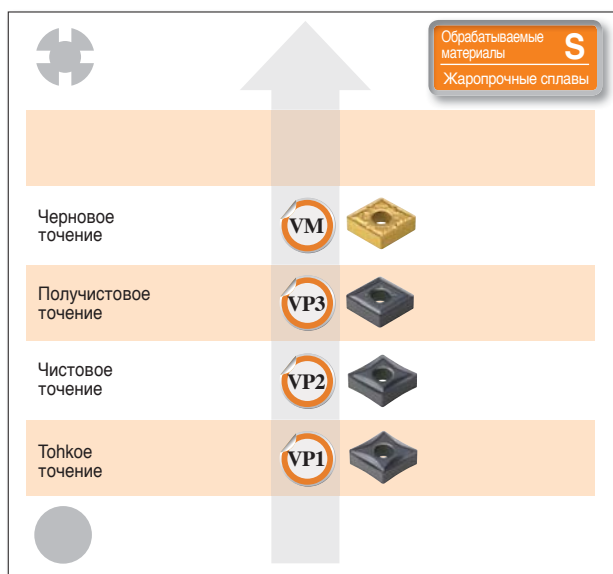 Обрабатываемые
материалы
S
Жаропрочные сплавы
Черновое
точение
VM
Получистовое
точение
VP3
Чистовое
точение
VP2
Tohkoe
точение
VP1